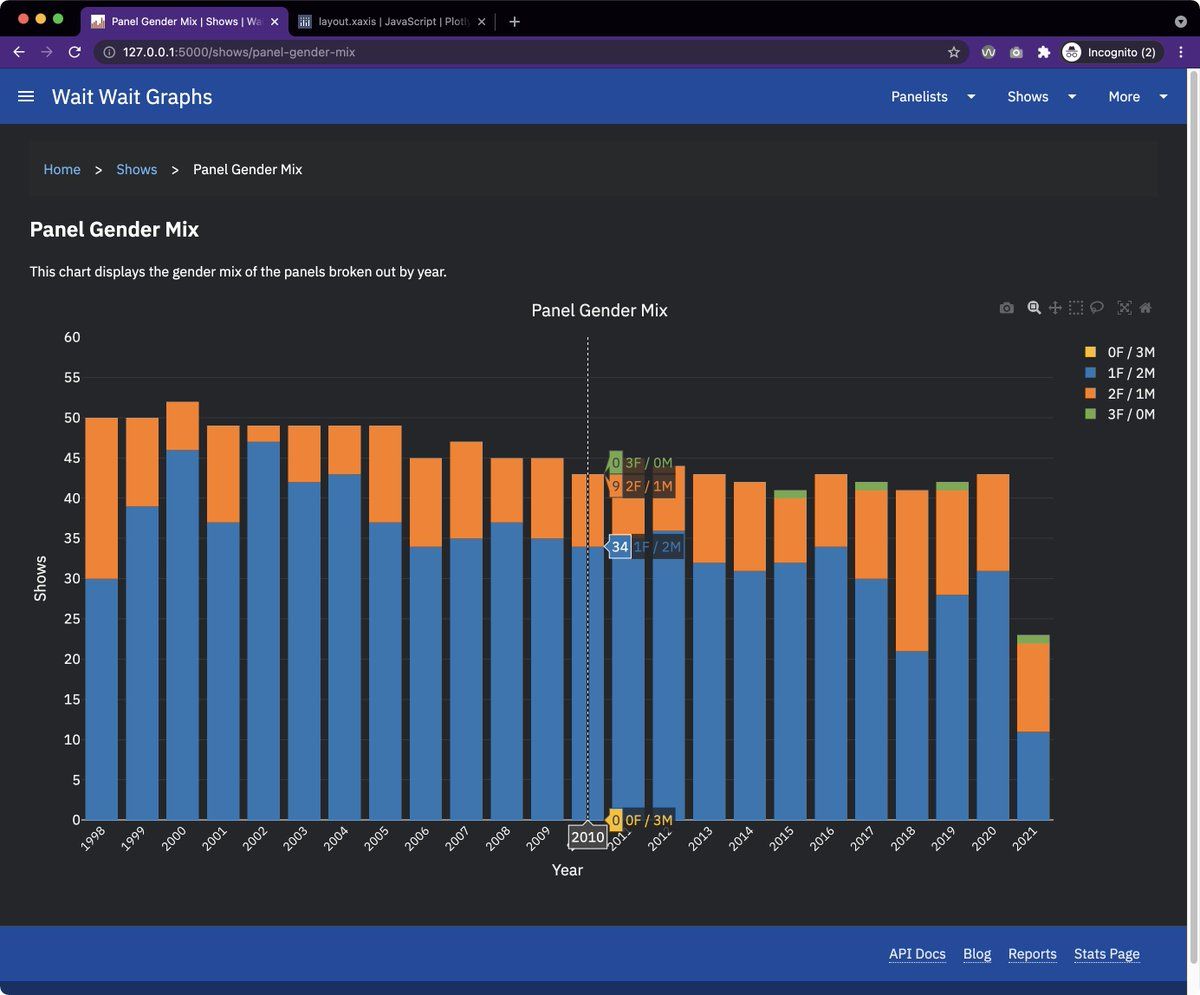 Panel Gender Mix | Shows | Wa
layout.xaxis | JavaScript | Plotl
127.0.0.1:5000/shows/panel-gender-mix
Incognito (2)
Wait Wait Graphs
Panelists
Shows
More
Home > Shows > Panel Gender Mix
Panel Gender Mix
This chart displays the gender mix of the panels broken out by year.
Panel Gender Mix
0F / 3M
1F / 2M
2F / 1M
3F / 0M
60
55
50
45
40
35
30
25
20
15
10
5
0
Shows
0 3F / 0M
9 2F / 1M
34 1F / 2M
0 0F / 3M
1998 1999 2000 2001 2002 2003 2004 2005 2006 2007 2008 2009 2010 2011 2012 2013 2014 2015 2016 2017 2018 2019 2020 2021
Year
API Docs Blog Reports Stats Page